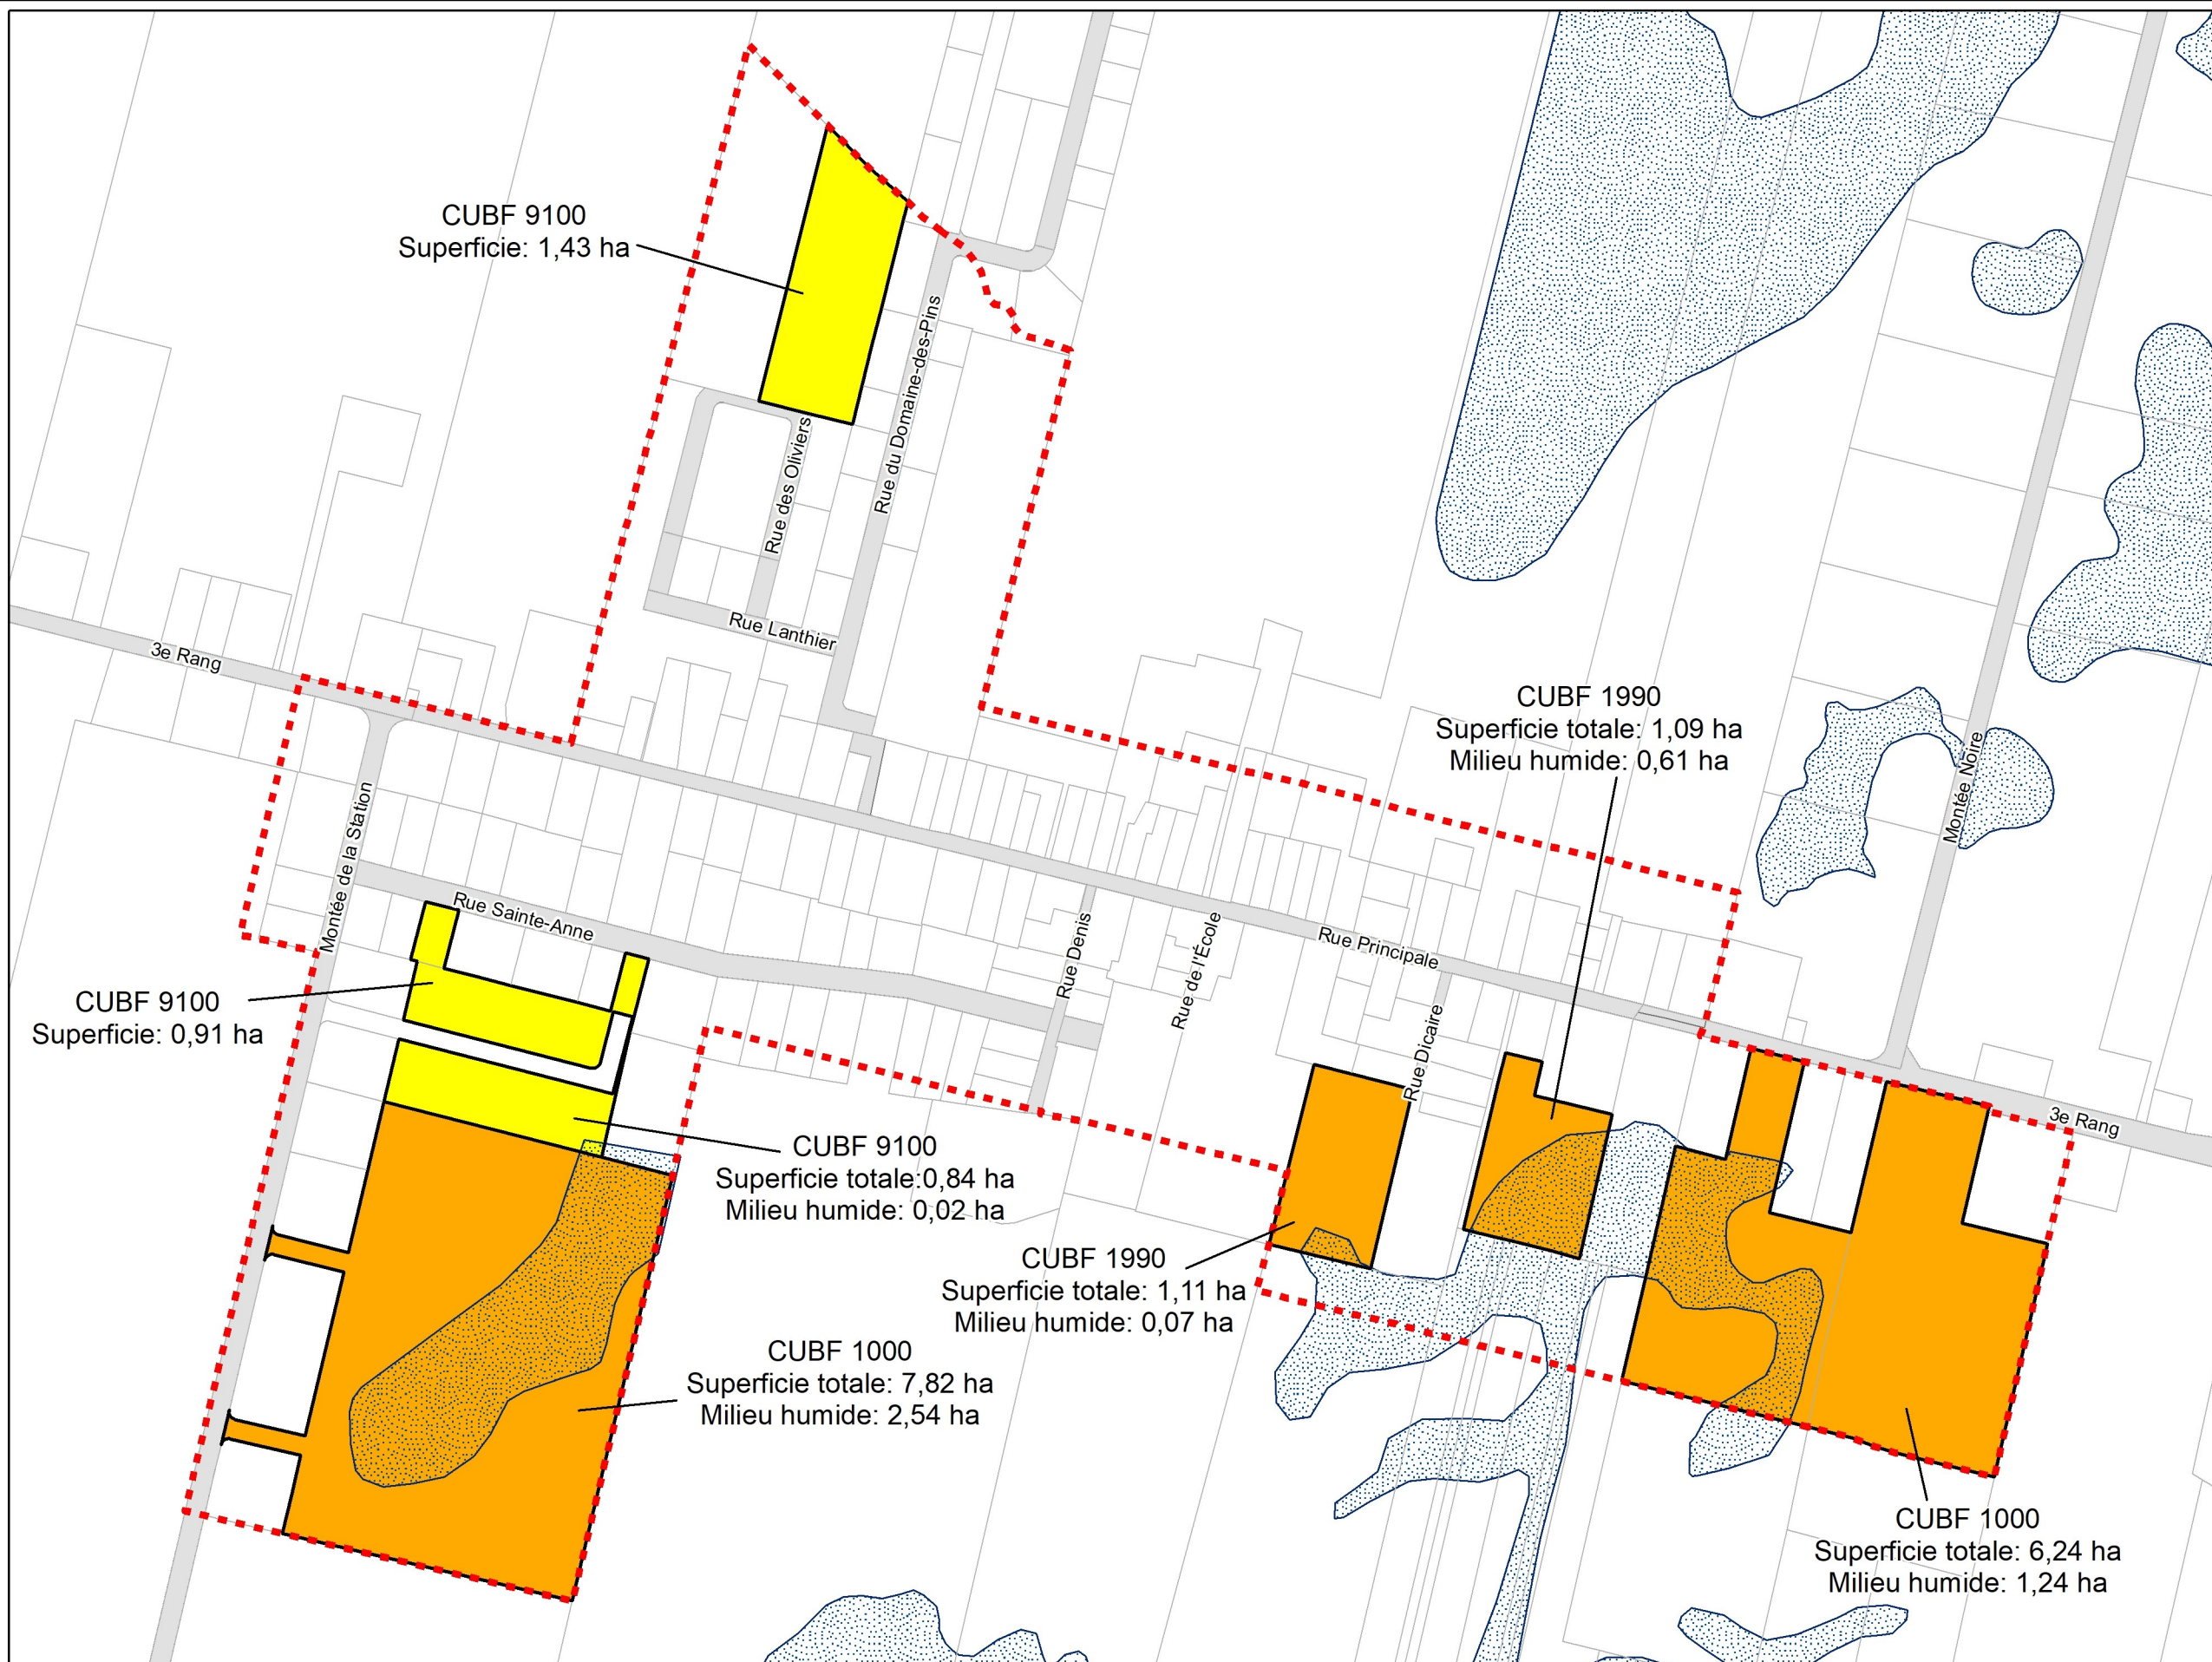 CUBF 9100
Superficie: 1,43 ha
Rue du Domaine-des-Pins
Rue des Oliviers
Rue Lanthier
3e Rang
CUBF 1990
Superficie totale: 1,09 ha
Milieu humide: 0,61 ha
Montée Noire
Montée de la Station
Rue Sainte-Anne
Rue Denis
Rue de l'École
Rue Principale
Rue Dicaire
CUBF 9100
Superficie: 0,91 ha
3e Rang
CUBF 9100
Superficie totale:0,84 ha
Milieu humide: 0,02 ha
CUBF 1990
Superficie totale: 1,11 ha
Milieu humide: 0,07 ha
CUBF 1000
Superficie totale: 7,82 ha
Milieu humide: 2,54 ha
CUBF 1000
Superficie totale: 6,24 ha
Milieu humide: 1,24 ha